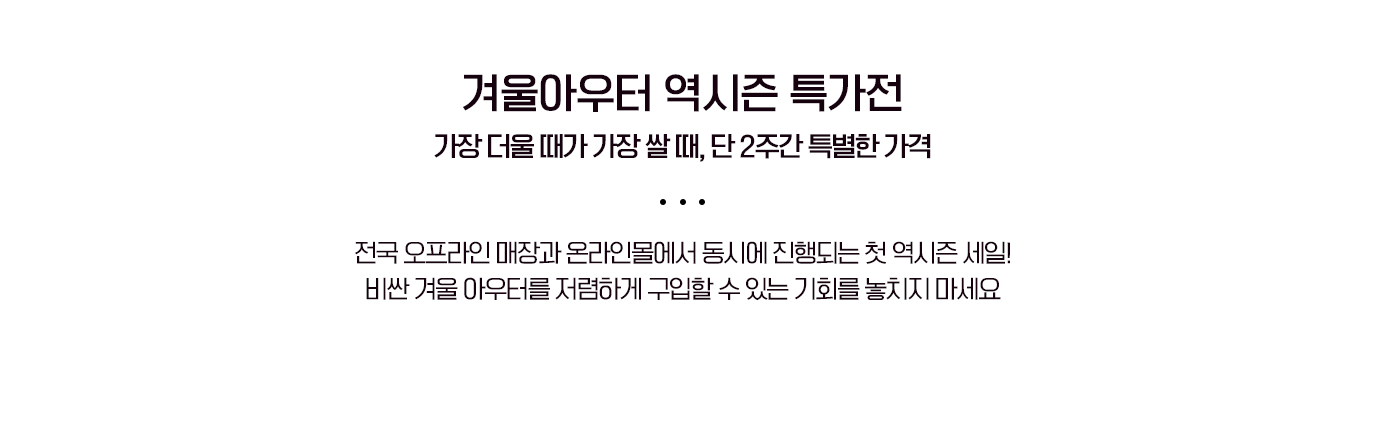 겨울아우터 역시즌 특가전
가장 더울 때가 가장 쌀 때, 단 2주간 특별한 가격
• • •
전국 오프라인 매장과 온라인몰에서 동시에 진행되는 첫 역시즌 세일!
비싼 겨울 아우터를 저렴하게 구입할 수 있는 기회를 놓치지 마세요